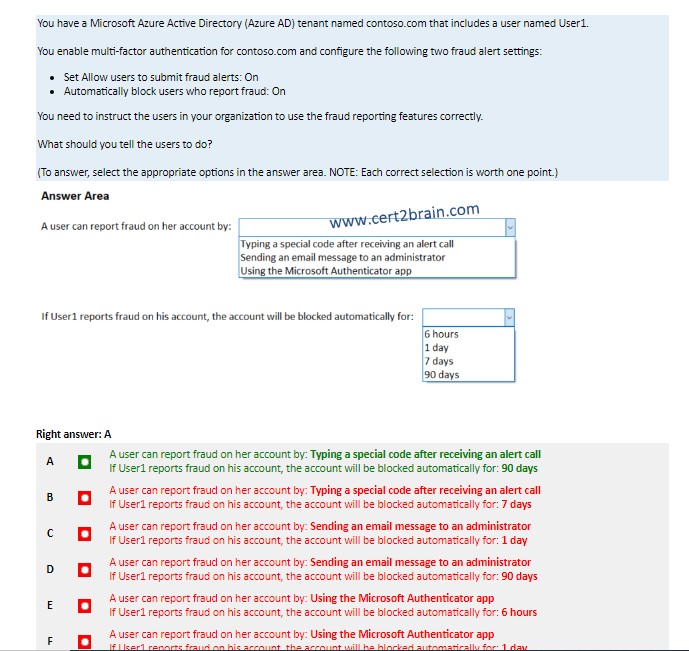 You have a Microsoft Azure Active Directory (Azure AD) tenant named contoso.com that includes a user named User1.
You enable multi-factor authentication for contoso.com and configure the following two fraud alert settings:
• Set Allow users to submit fraud alerts: On
• Automatically block users who report fraud: On
You need to instruct the users in your organization to use the fraud reporting features correctly.
What should you tell the users to do?
(To answer, select the appropriate options in the answer area. NOTE: Each correct selection is worth one point.)
Answer Area
www.cert2brain.com
A user can report fraud on her account by:
Typing a special code after receiving an alert call
Sending an email message to an administrator
Using the Microsoft Authenticator app
If User1 reports fraud on his account, the account will be blocked automatically for:
6 hours
1 day
7 days
90 days
Right answer: A
A
A user can report fraud on her account by: Typing a special code after receiving an alert call
If User1 reports fraud on his account, the account will be blocked automatically for: 90 days
B
A user can report fraud on her account by: Typing a special code after receiving an alert call
If User1 reports fraud on his account, the account will be blocked automatically for: 7 days
C
A user can report fraud on her account by: Sending an email message to an administrator
If User1 reports fraud on his account, the account will be blocked automatically for: 1 day
D
A user can report fraud on her account by: Sending an email message to an administrator
If User1 reports fraud on his account, the account will be blocked automatically for: 90 days
E
A user can report fraud on her account by: Using the Microsoft Authenticator app
If User1 reports fraud on his account, the account will be blocked automatically for: 6 hours
F
A user can report fraud on her account by: Using the Microsoft Authenticator app
If User1 reports fraud on his account, the account will be blocked automatically for: 1 day